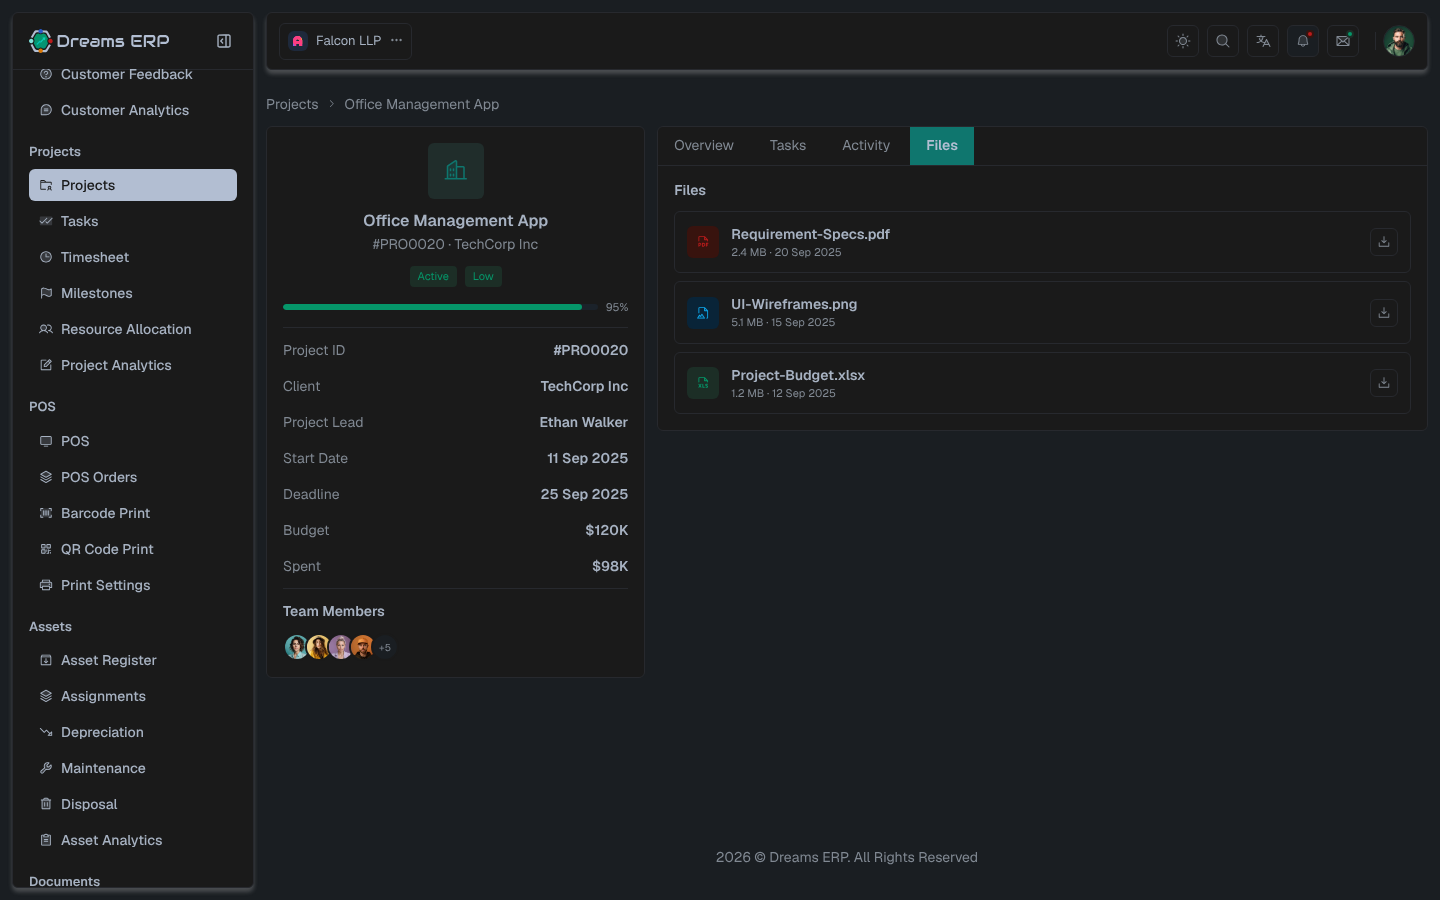 Dreams ERP
Customer Feedback
Customer Analytics
Projects
Projects
Tasks
Timesheet
Milestones
Resource Allocation
Project Analytics
POS
POS
POS Orders
Barcode Print
QR Code Print
Print Settings
Assets
Asset Register
Assignments
Depreciation
Maintenance
Disposal
Asset Analytics
Documents
Falcon LLP
Projects > Office Management App
Office Management App
#PRO0020 · TechCorp Inc
Active Low
95%
Project ID #PRO0020
Client TechCorp Inc
Project Lead Ethan Walker
Start Date 11 Sep 2025
Deadline 25 Sep 2025
Budget $120K
Spent $98K
Team Members
+5
Overview Tasks Activity Files
Files
PDF
Requirement-Specs.pdf
2.4 MB · 20 Sep 2025
UI-Wireframes.png
5.1 MB · 15 Sep 2025
XLS
Project-Budget.xlsx
1.2 MB · 12 Sep 2025
2026 © Dreams ERP. All Rights Reserved